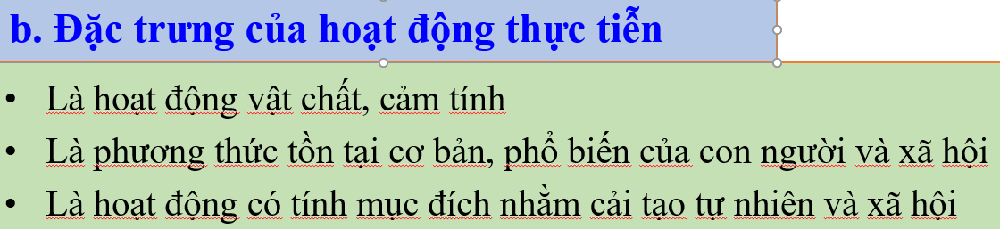 b. Đặc trưng của hoạt động thực tiễn
• Là hoạt động vật chất, cảm tính
• Là phương thức tồn tại cơ bản, phổ biến của con người và xã hội
• Là hoạt động có tính mục đích nhằm cải tạo tự nhiên và xã hội